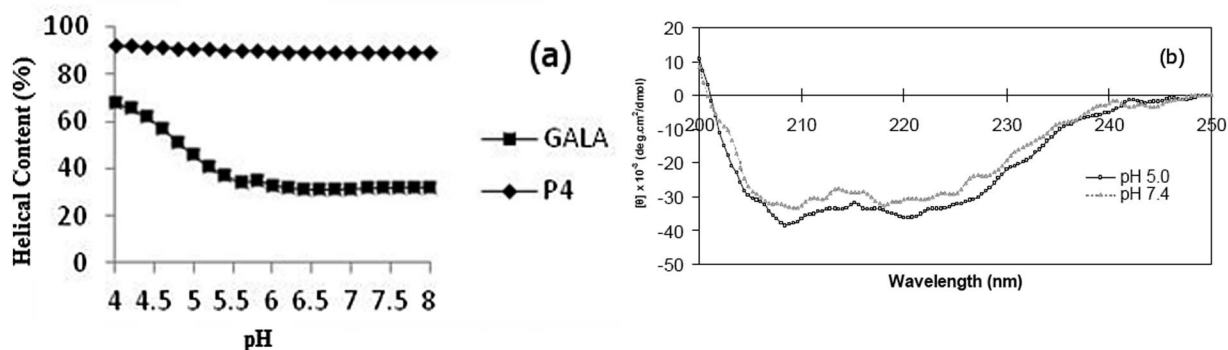 (a)
Helical Content (%)
100
80
60
40
20
0
4 4.5 5 5.5 6 6.5 7 7.5 8
pH
GALA
P4
(b)
[θ] x 10⁻³ (deg.cm²/dmol)
20
10
0
-10
-20
-30
-40
-50
200 210 220 230 240 250
Wavelength (nm)
pH 5.0
pH 7.4